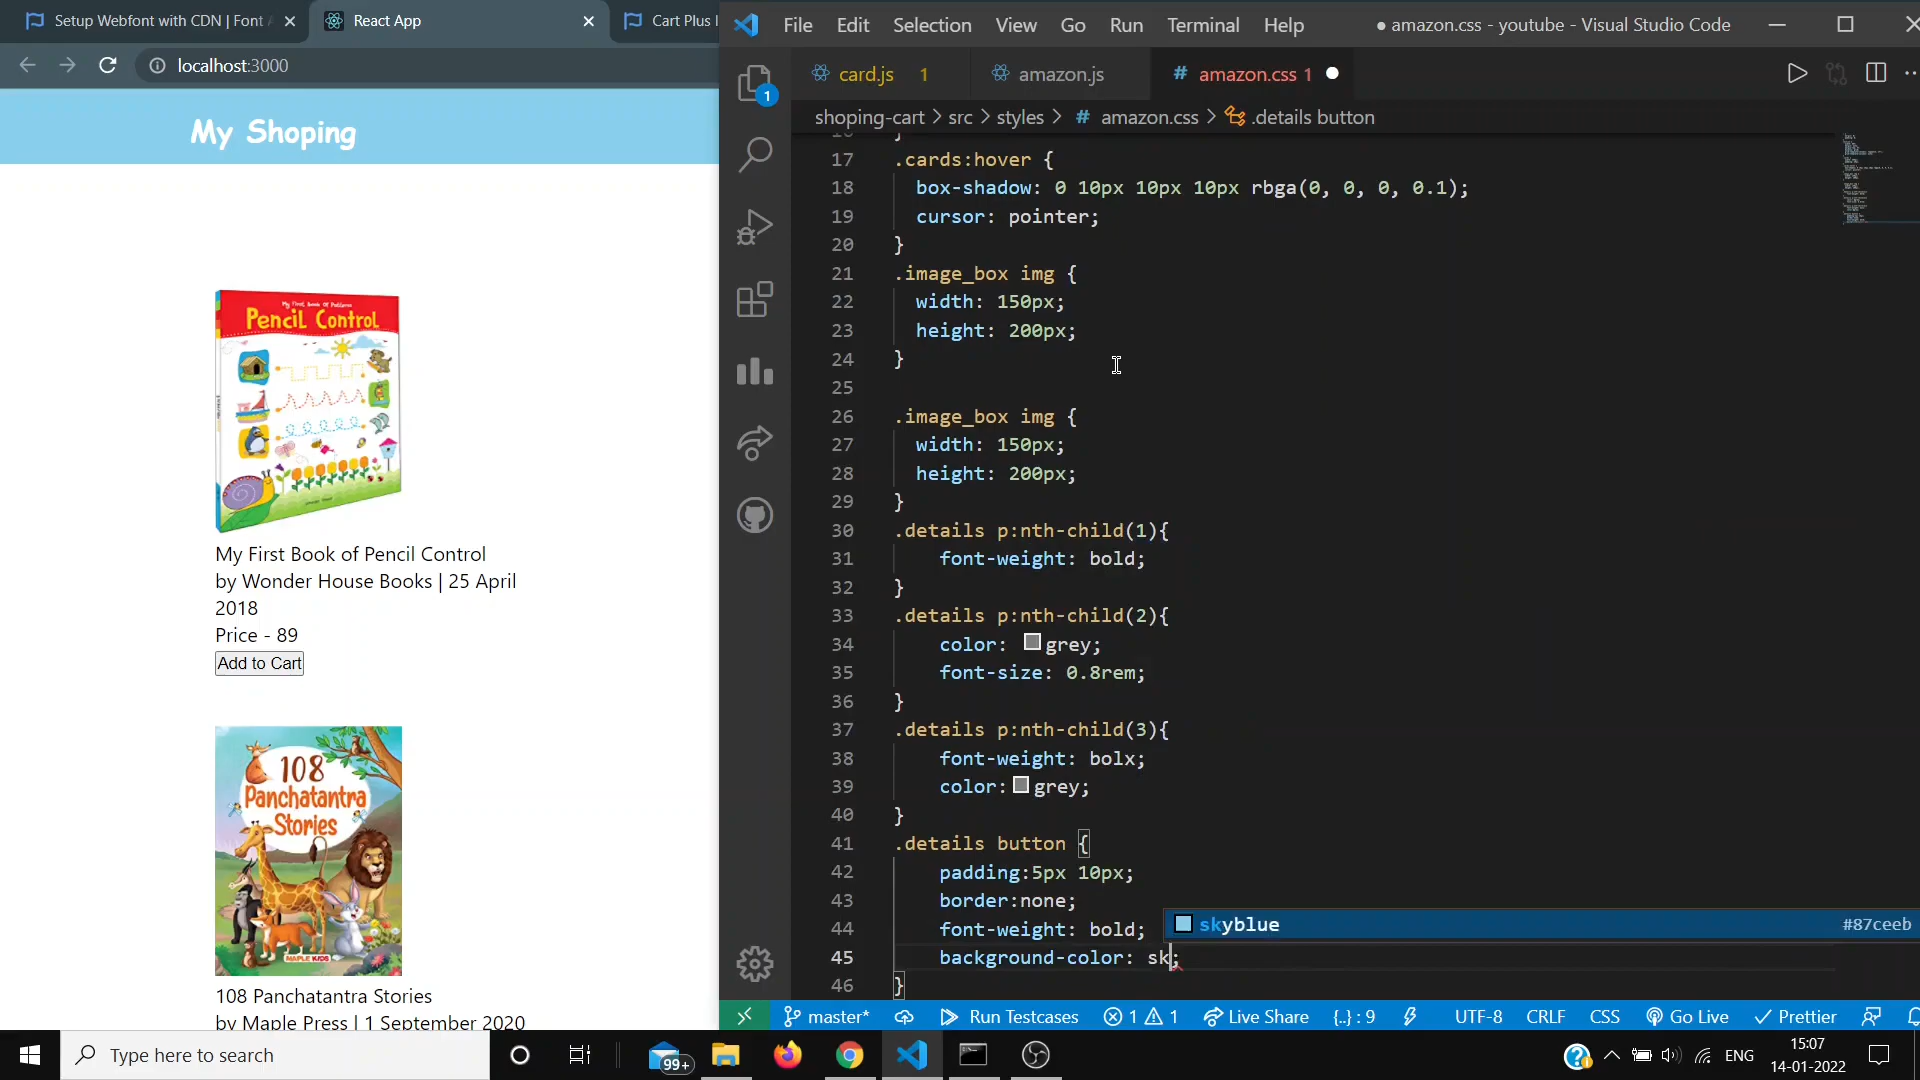 Setup Webfont with CDN | Font
React App
Cart Plus I
localhost:3000
My Shoping
My First Book Of Patterns
Pencil Control
My First Book of Pencil Control
by Wonder House Books | 25 April
2018
Price - 89
Add to Cart
108
Panchatantra
Stories
MAPLE KIDS
108 Panchatantra Stories
by Maple Press | 1 September 2020
File Edit Selection View Go Run Terminal Help
● amazon.css - youtube - Visual Studio Code
card.js 1
amazon.js
# amazon.css 1
shoping-cart > src > styles > # amazon.css > .details button
1
16 }
17 .cards:hover {
18 box-shadow: 0 10px 10px 10px rbga(0, 0, 0, 0.1);
19 cursor: pointer;
20 }
21 .image_box img {
22 width: 150px;
23 height: 200px;
24 }
25
26 .image_box img {
27 width: 150px;
28 height: 200px;
29 }
30 .details p:nth-child(1){
31 font-weight: bold;
32 }
33 .details p:nth-child(2){
34 color: grey;
35 font-size: 0.8rem;
36 }
37 .details p:nth-child(3){
38 font-weight: bolx;
39 color: grey;
40 }
41 .details button {
42 padding:5px 10px;
43 border:none;
44 font-weight: bold;
skyblue #87ceeb
45 background-color: sk;
46 }
master* Run Testcases 1 1 Live Share {..} : 9 UTF-8 CRLF CSS Go Live Prettier
Type here to search
99+
ENG
15:07
14-01-2022